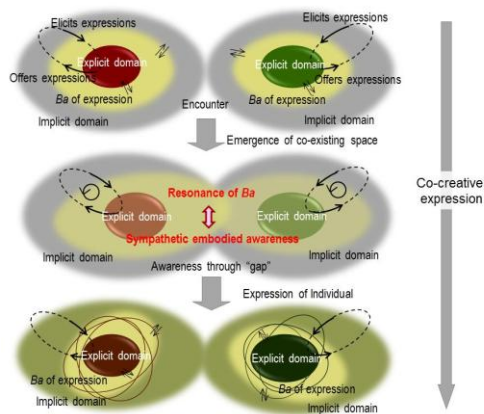 Elicits expressions
Elicits expressions
Explicit domain
Explicit domain
Offers expressions
Offers expressions
Ba of expression
Ba of expression
Encounter
Implicit domain
Implicit domain
Emergence of co-existing space
Co-creative
expression
Resonance of Ba
Explicit domain
Explicit domain
Sympathetic embodied awareness
Implicit domain
Implicit domain
Awareness through "gap"
Expression of Individual
Explicit domain
Explicit domain
Ba of expression
Ba of expression
Implicit domain
Implicit domain